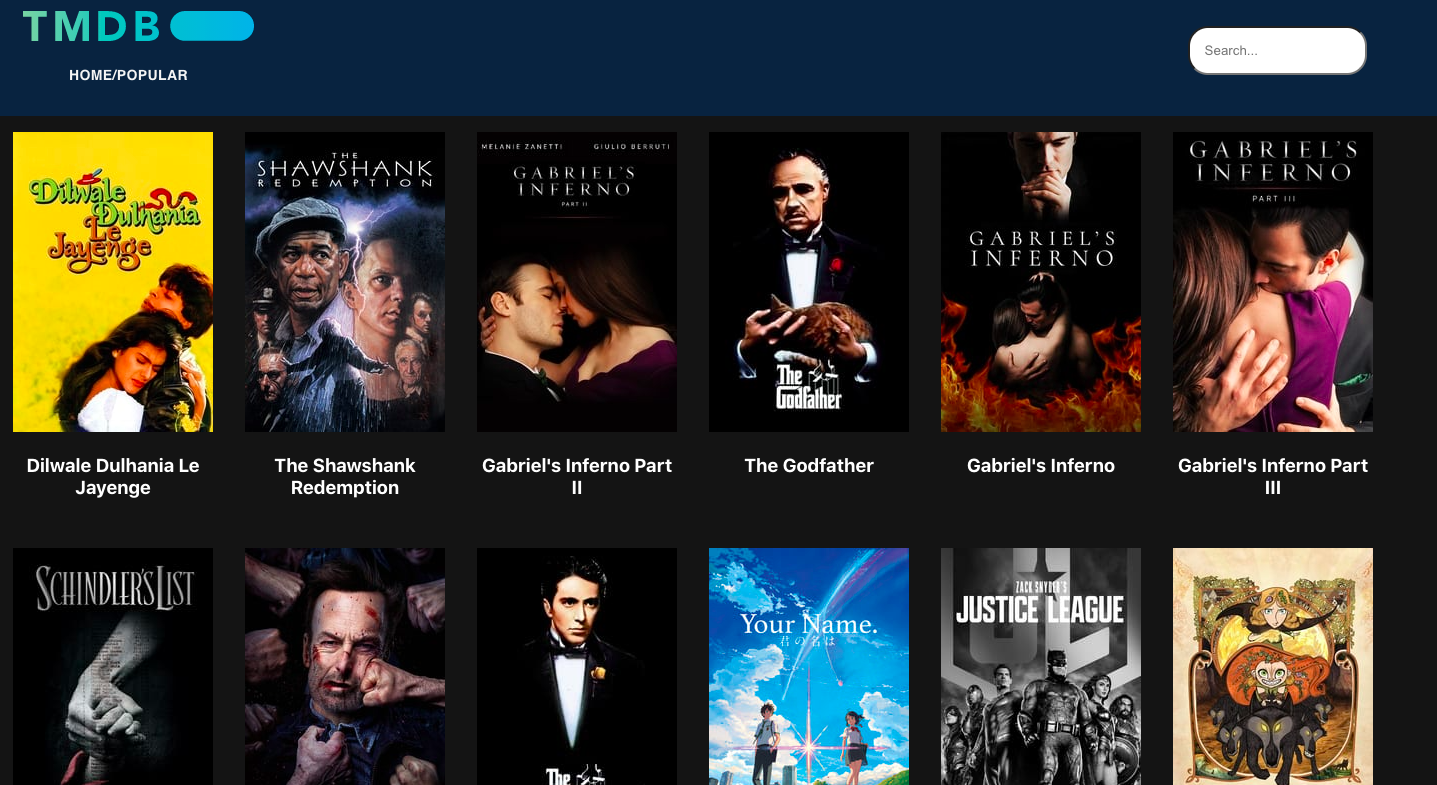 TMDB
HOME/POPULAR
Search...
Dilwale
Dulhania
Le
Jayenge
THE
SHAWSHANK
REDEMPTION
MELANIE ZANETTI GIULIO BERRUTI
GABRIEL'S
INFERNO
PART II
The
Godfather
GABRIEL'S
INFERNO
GABRIEL'S
INFERNO
PART III
Dilwale Dulhania Le
Jayenge
The Shawshank
Redemption
Gabriel's Inferno Part
II
The Godfather
Gabriel's Inferno
Gabriel's Inferno Part
III
SCHINDLER'S LIST
The
Your Name.
君の名は
ZACK SNYDER'S
JUSTICE LEAGUE